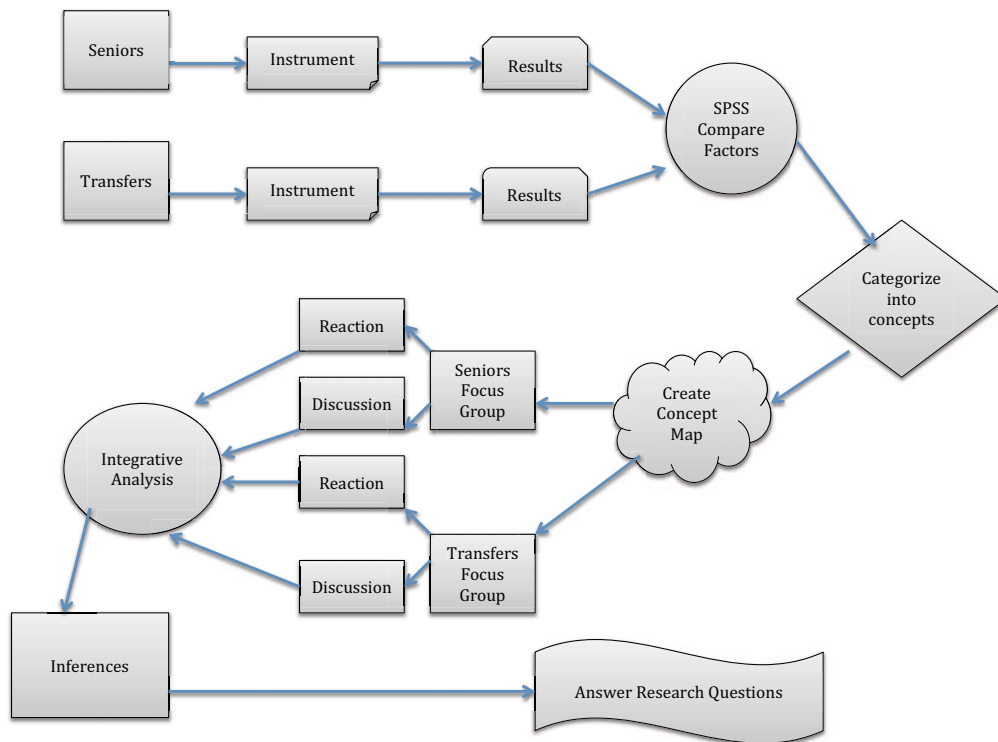 Seniors
Instrument
Results
SPSS
Compare
Factors
Transfers
Instrument
Results
Categorize
into
concepts
Reaction
Seniors
Focus
Group
Create
Concept
Map
Discussion
Integrative
Analysis
Reaction
Transfers
Focus
Group
Discussion
Inferences
Answer Research Questions